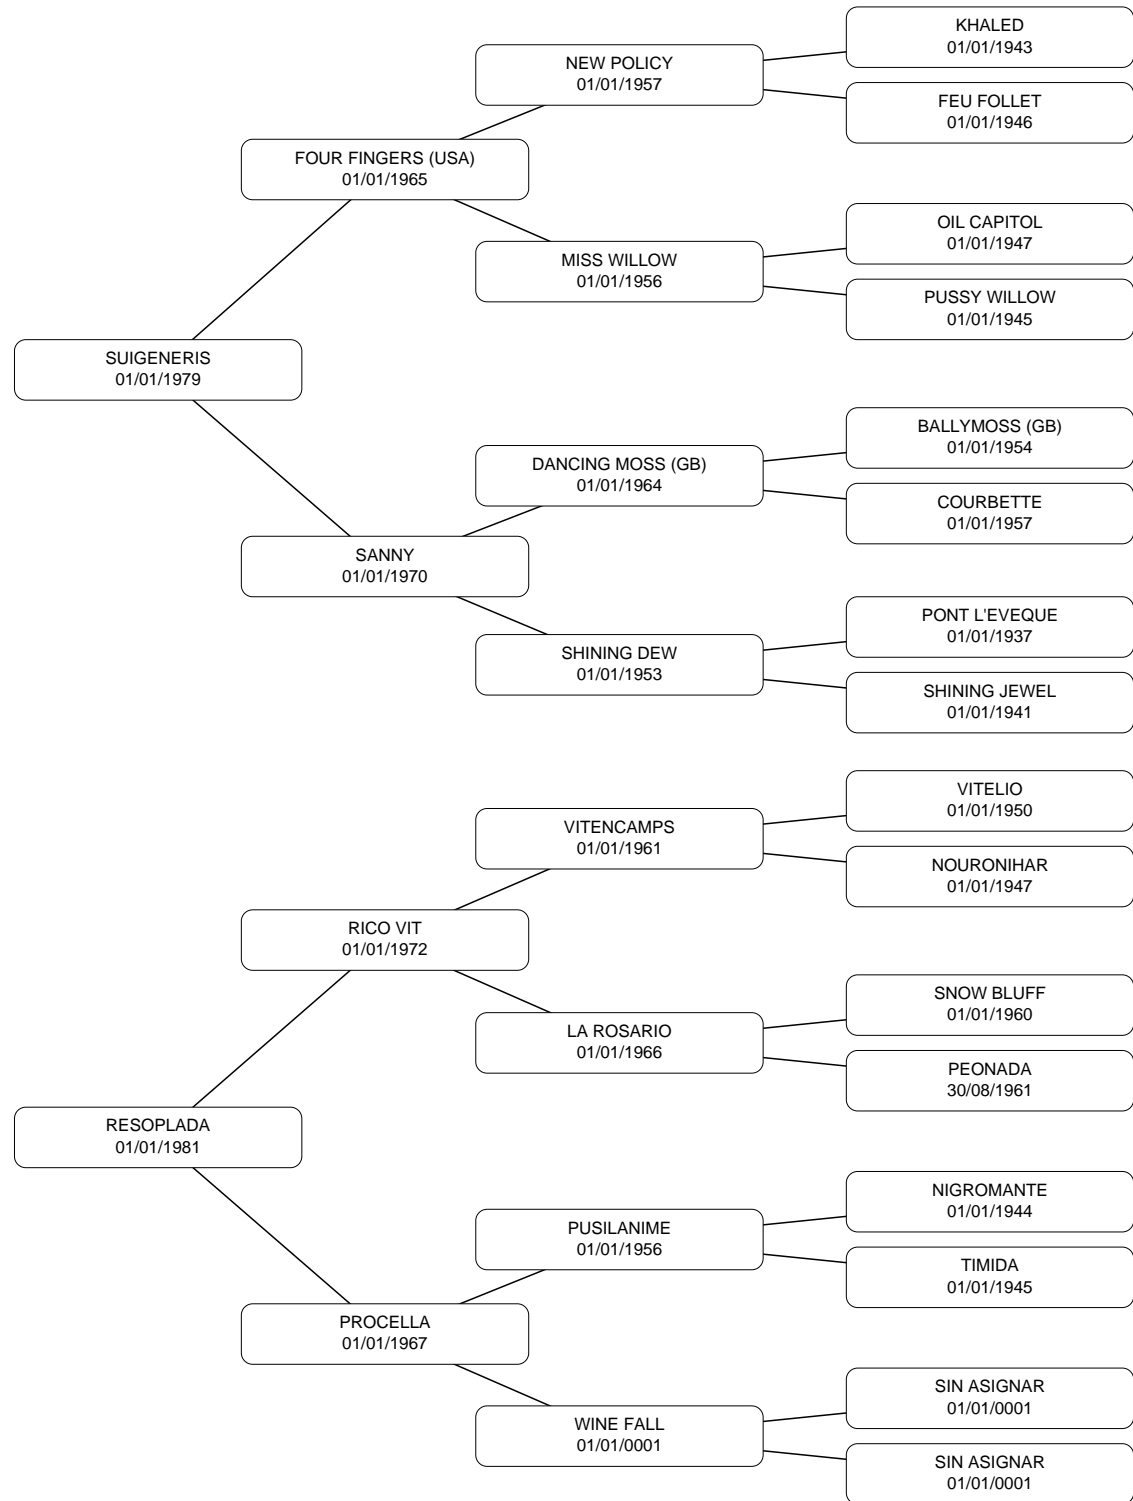 KHALED
01/01/1943
NEW POLICY
01/01/1957
FEU FOLLET
01/01/1946
FOUR FINGERS (USA)
01/01/1965
OIL CAPITOL
01/01/1947
MISS WILLOW
01/01/1956
PUSSY WILLOW
01/01/1945
SUIGENERIS
01/01/1979
BALLYMOSS (GB)
01/01/1954
DANCING MOSS (GB)
01/01/1964
COURBETTE
01/01/1957
SANNY
01/01/1970
PONT L'EVEQUE
01/01/1937
SHINING DEW
01/01/1953
SHINING JEWEL
01/01/1941
VITELIO
01/01/1950
VITENCAMPS
01/01/1961
NOURONIHAR
01/01/1947
RICO VIT
01/01/1972
SNOW BLUFF
01/01/1960
LA ROSARIO
01/01/1966
PEONADA
30/08/1961
RESOPLADA
01/01/1981
NIGROMANTE
01/01/1944
PUSILANIME
01/01/1956
TIMIDA
01/01/1945
PROCELLA
01/01/1967
SIN ASIGNAR
01/01/0001
WINE FALL
01/01/0001
SIN ASIGNAR
01/01/0001